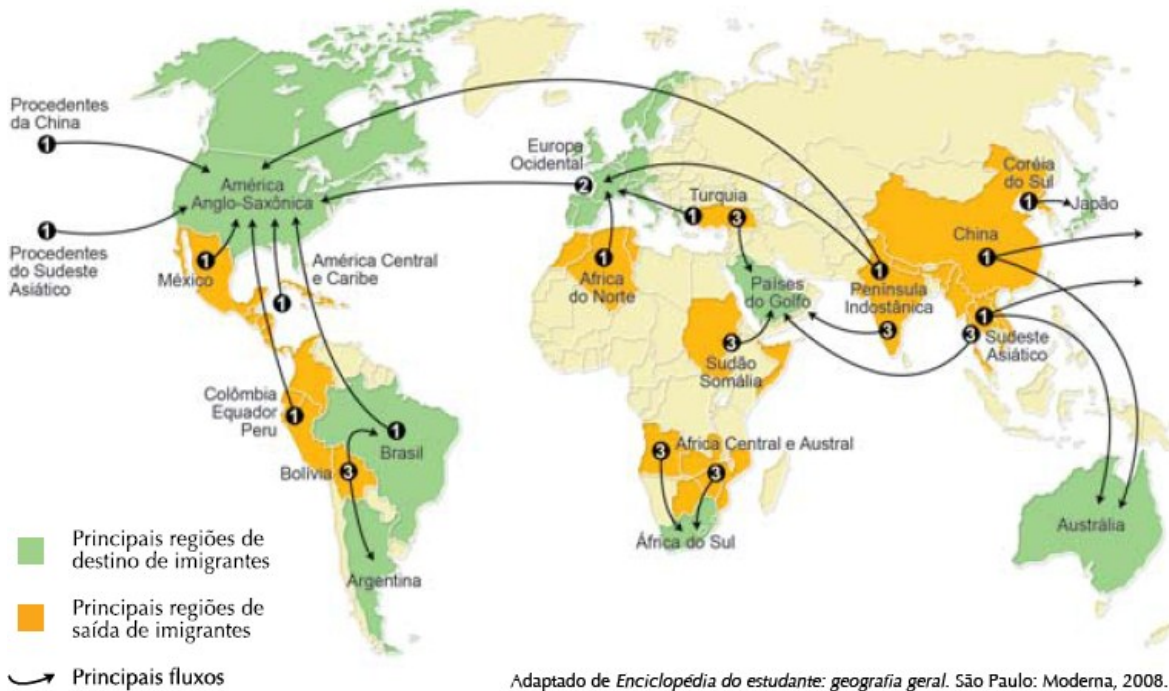 Procedentes
da China
1
1
Procedentes
do Sudeste
Asiático
América
Anglo-Saxônica
1
México
América Central
e Caribe
1
Colômbia
Equador
Peru
1
1
Brasil
Bolívia
3
Argentina
Europa
Ocidental
2
Turquia
1
3
1
Africa
do Norte
Países
do Golfo
3
Sudão
Somália
3
Africa Central e Austral
3
África do Sul
1
Península
Indostânica
3
China
1
Coréia
do Sul
1
Japão
1
3
Sudeste
Asiático
Austrália
Principais regiões de
destino de imigrantes
Principais regiões de
saída de imigrantes
Principais fluxos
Adaptado de Enciclopédia do estudante: geografia geral. São Paulo: Moderna, 2008.